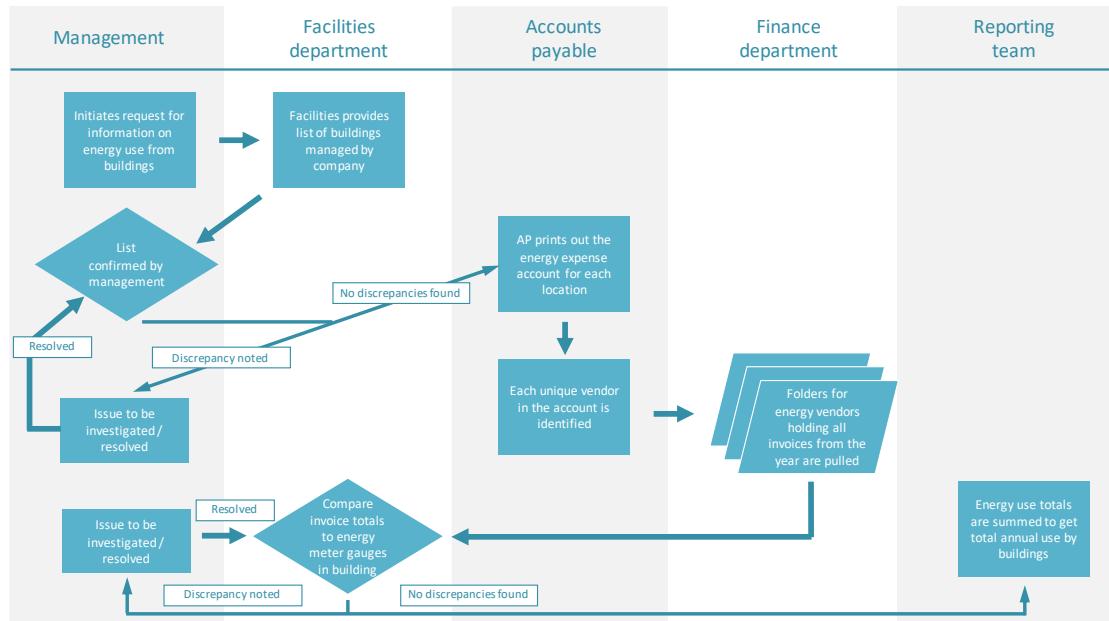 Management
Facilities
department
Accounts
payable
Finance
department
Reporting
team
Initiates request for
information on
energy use from
buildings
Facilities provides
list of buildings
managed by
company
List
confirmed by
management
AP prints out the
energy expense
account for each
location
No discrepancies found
Resolved
Discrepancy noted
Issue to be
investigated /
resolved
Each unique vendor
in the account is
identified
Folders for
energy vendors
holding all
invoices from the
year are pulled
Issue to be
investigated /
resolved
Resolved
Compare
invoice totals
to energy
meter gauges
in building
Energy use totals
are summed to get
total annual use by
buildings
Discrepancy noted
No discrepancies found